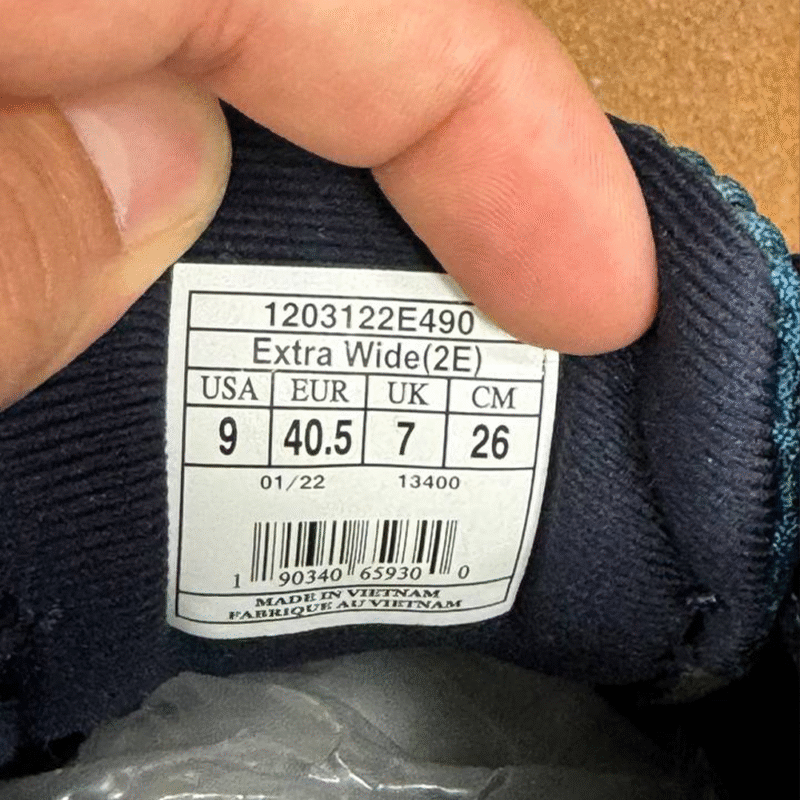 1203122E490
Extra Wide(2E)
USA EUR UK CM
9 40.5 7 26
01/22 13400
1 90340 65930 0
MADE IN VIETNAM
FABRIQUE AU VIETNAM